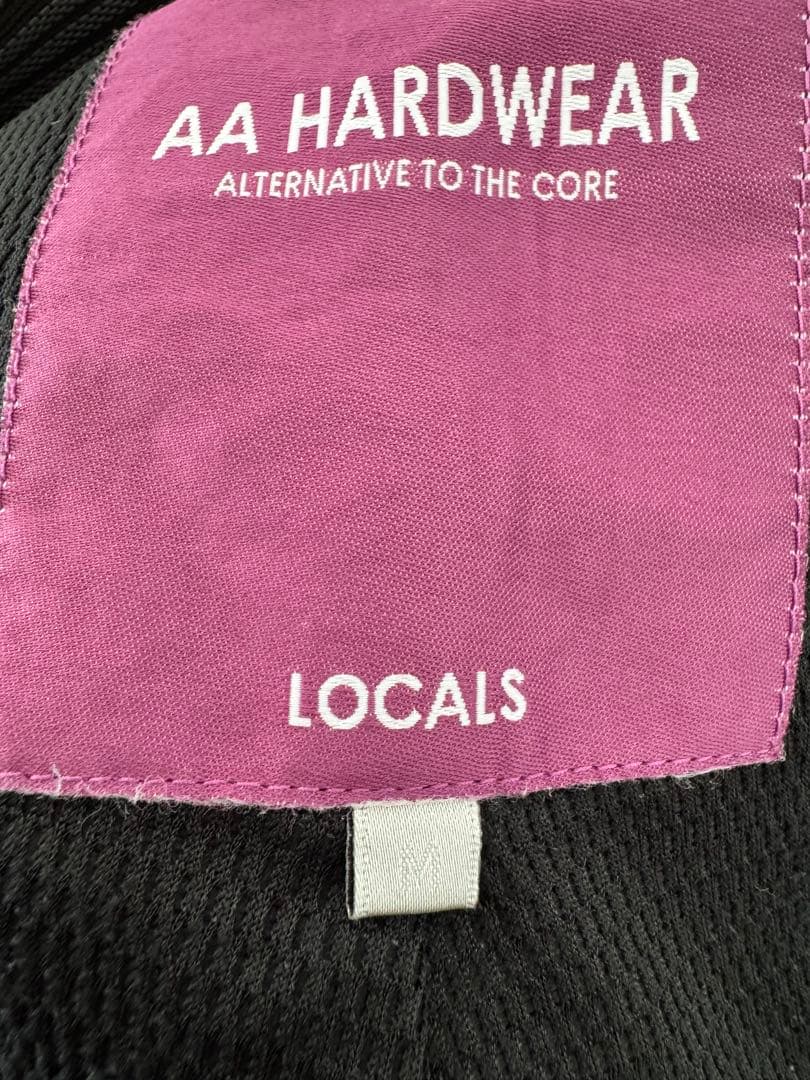 AA HARDWEAR
ALTERNATIVE TO THE CORE
LOCALS
M